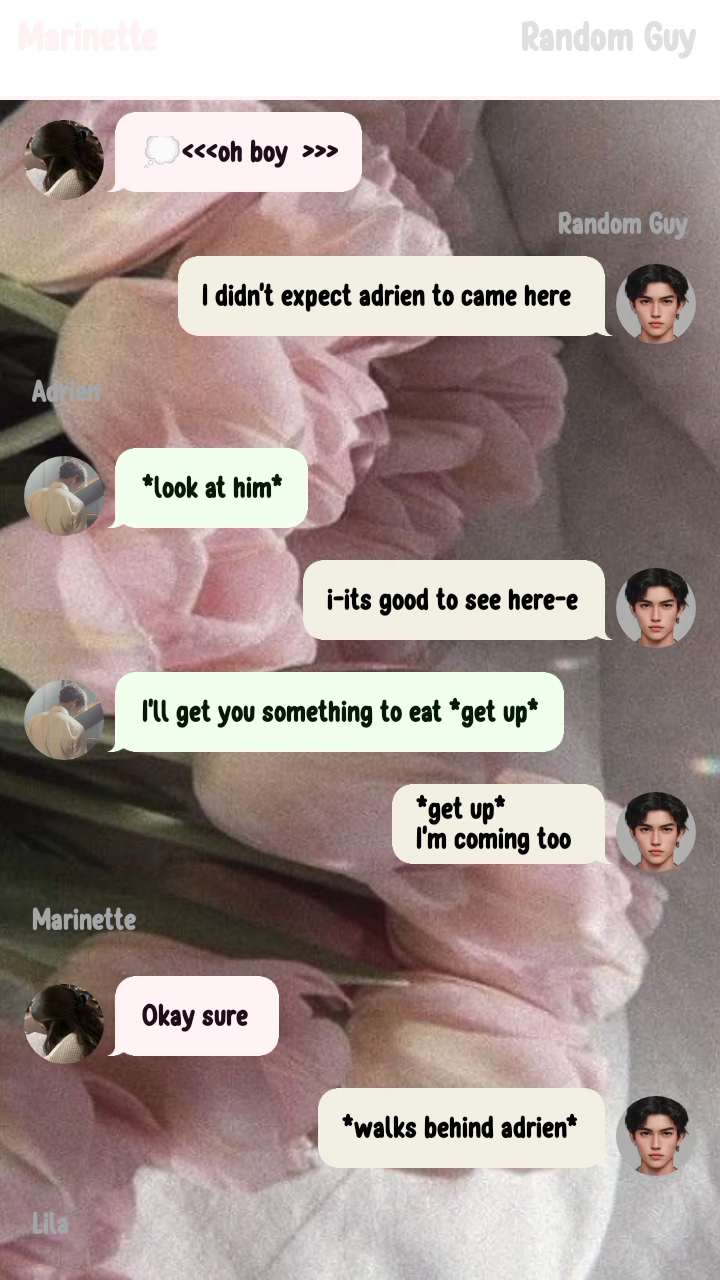 Marinette
Random Guy
💭<<<oh boy  >>>
Random Guy
I didn't expect adrien to came here
Adrien
*look at him*
i-its good to see here-e
I'll get you something to eat *get up*
*get up*
I'm coming too
Marinette
Okay sure
*walks behind adrien*
Lila